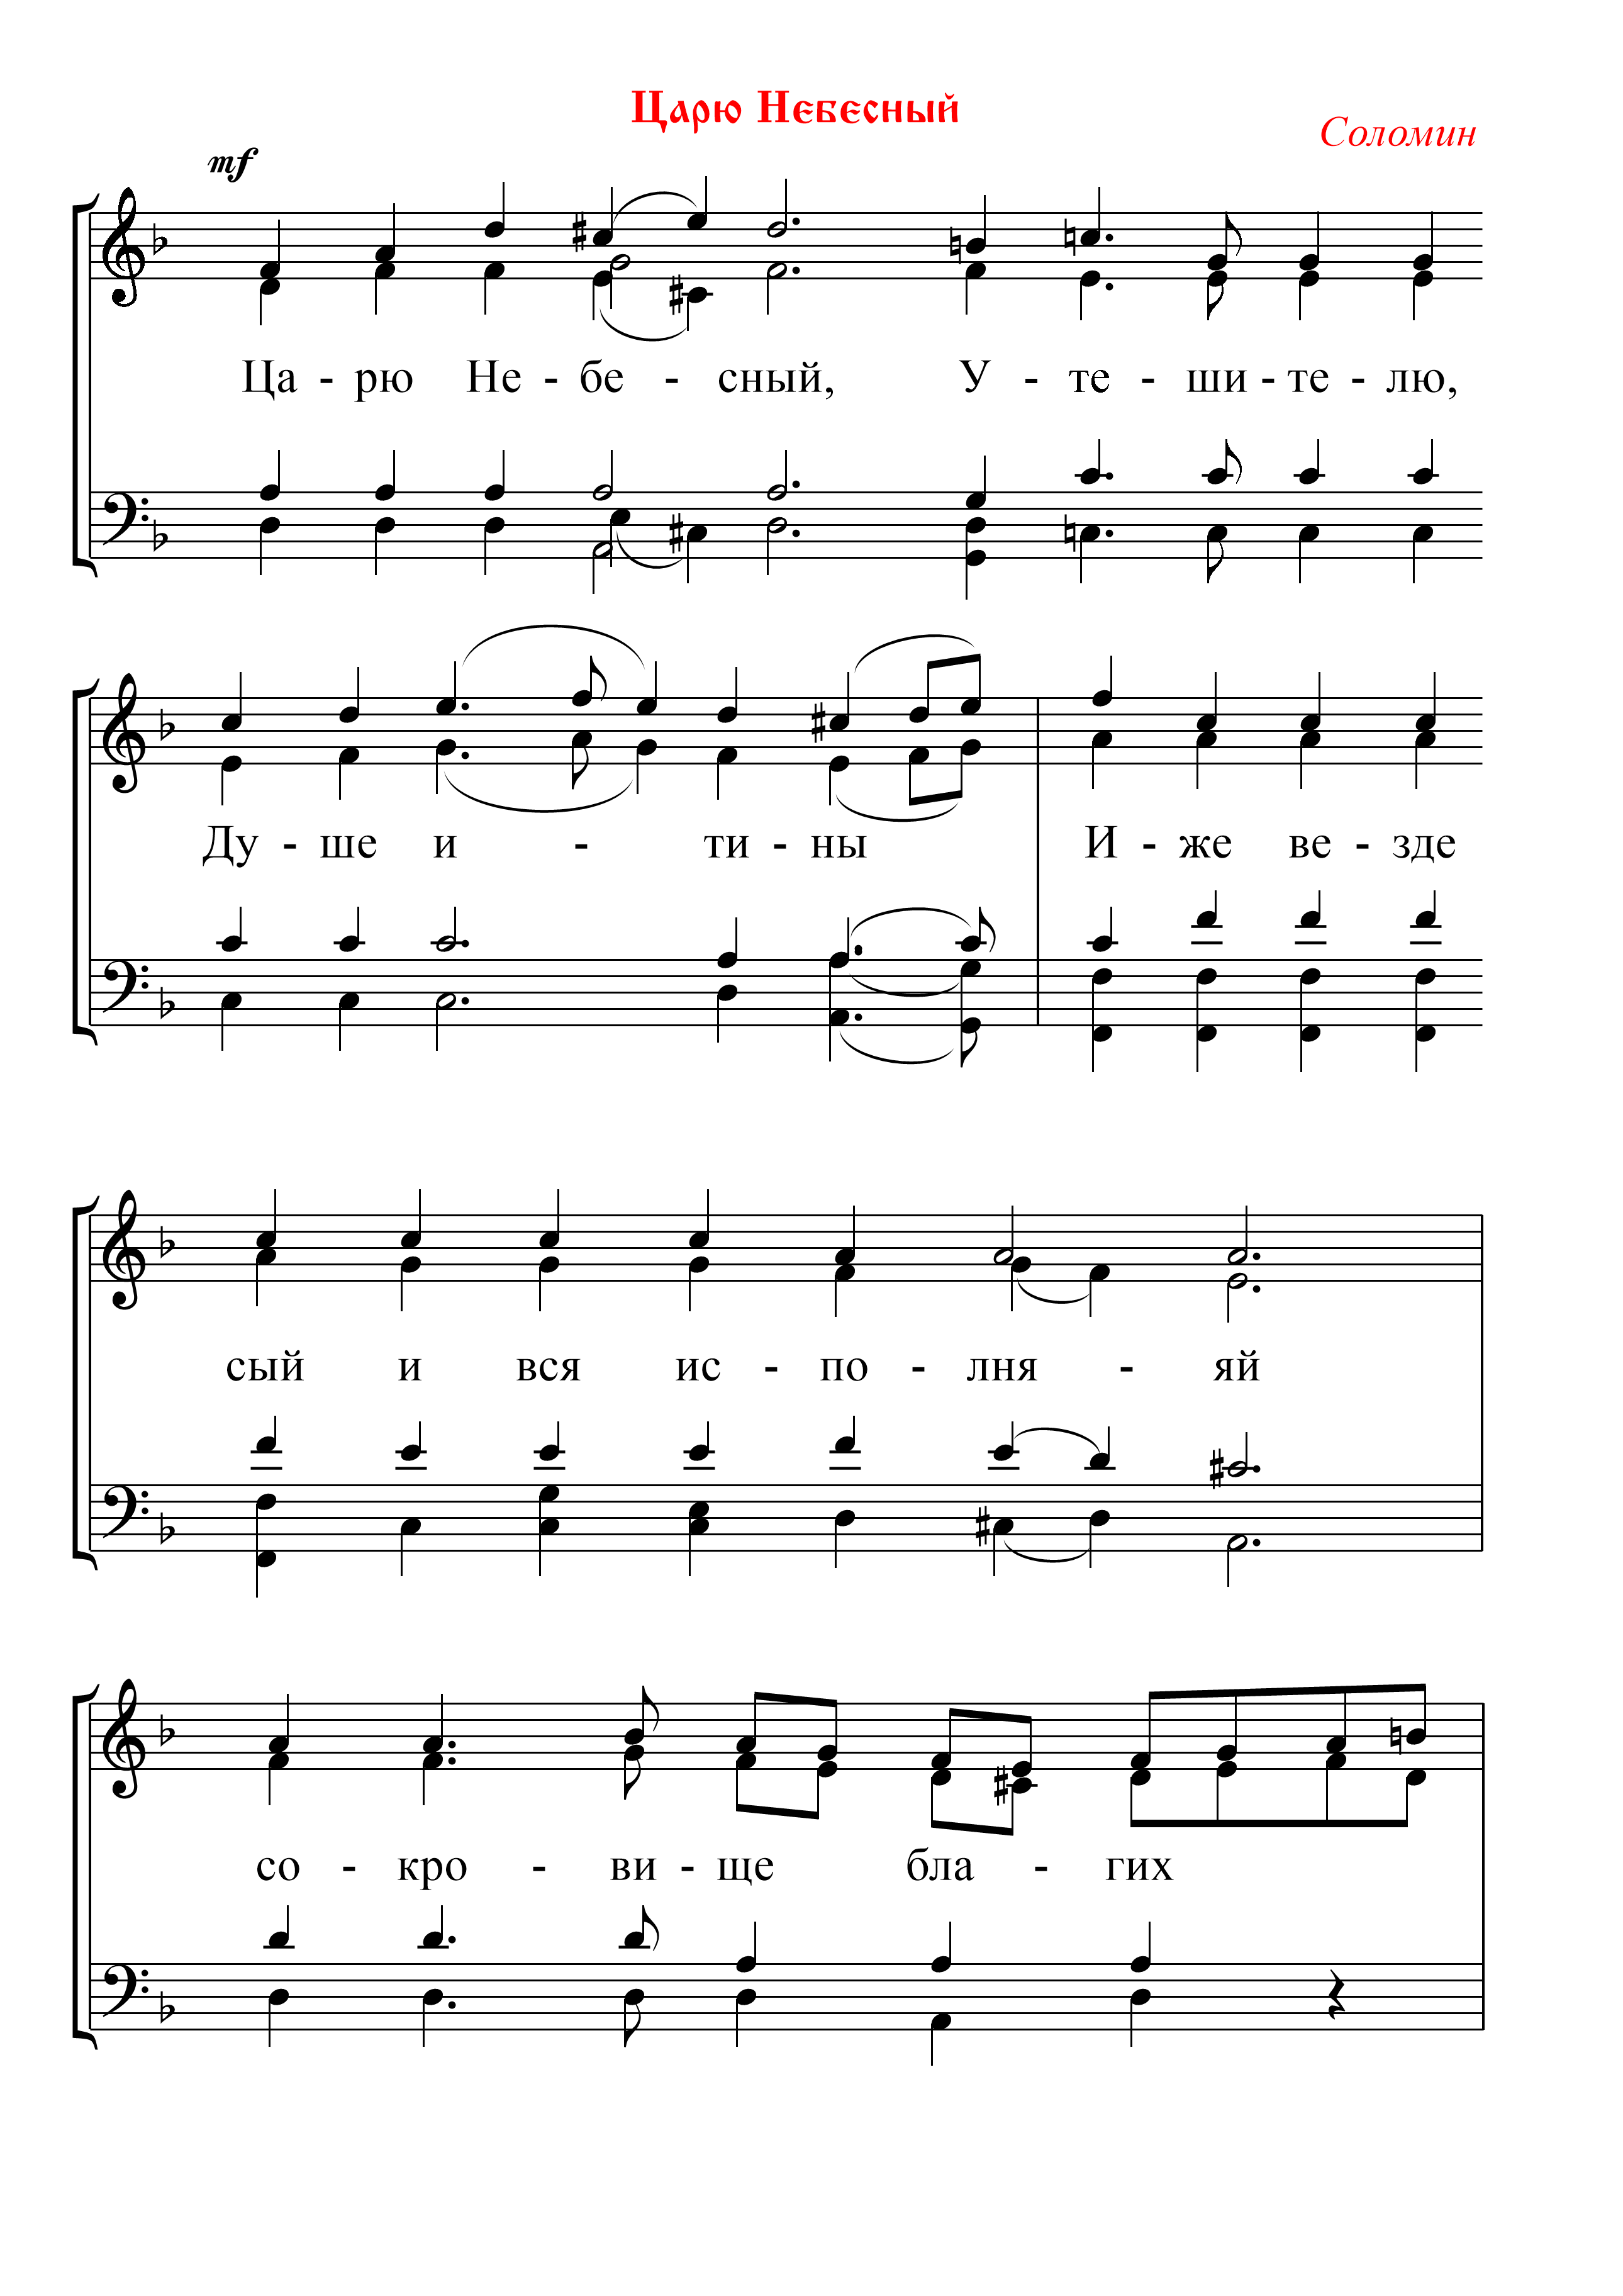 Царю Небесный
Соломин
mf
Ца - рю Не - бе - сный, У - те - ши - те - лю,
Ду - ше и - ти - ны И - же ве - зде
сый и вся ис - по - лня - яй
со - кро - ви - ще бла - гих